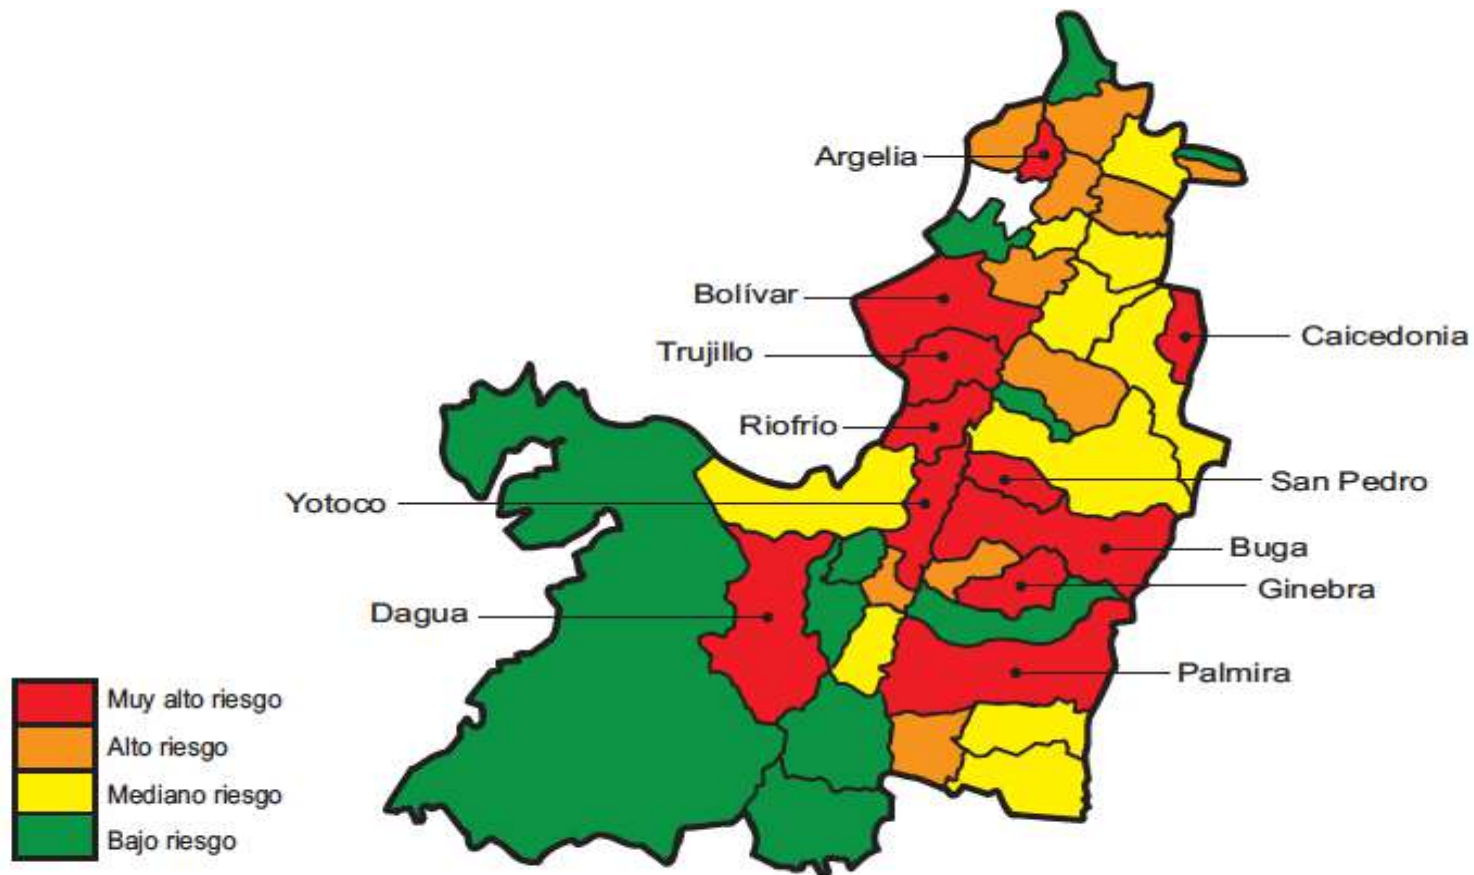 Argelia
Bolívar
Caicedonia
Trujillo
Riofrío
San Pedro
Yotoco
Buga
Ginebra
Dagua
Palmira
Muy alto riesgo
Alto riesgo
Mediano riesgo
Bajo riesgo